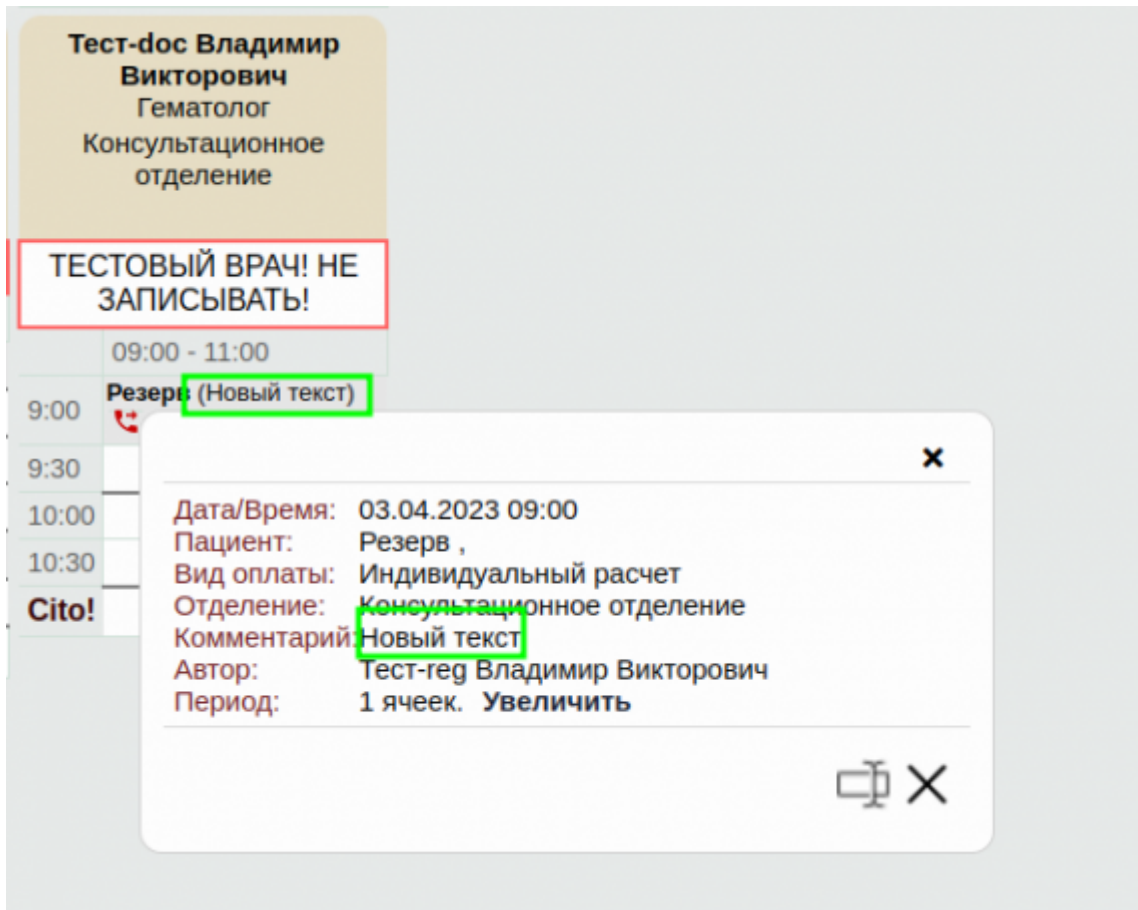 Тест-doc Владимир
Викторович
Гематолог
Консультационное
отделение
ТЕСТОВЫЙ ВРАЧ! НЕ
ЗАПИСЫВАТЬ!
09:00 - 11:00
9:00 Резерв (Новый текст)
9:30
10:00
10:30
Cito!
Дата/Время: 03.04.2023 09:00
Пациент: Резерв ,
Вид оплаты: Индивидуальный расчет
Отделение: Консультационное отделение
Комментарий: Новый текст
Автор: Тест-reg Владимир Викторович
Период: 1 ячеек. Увеличить